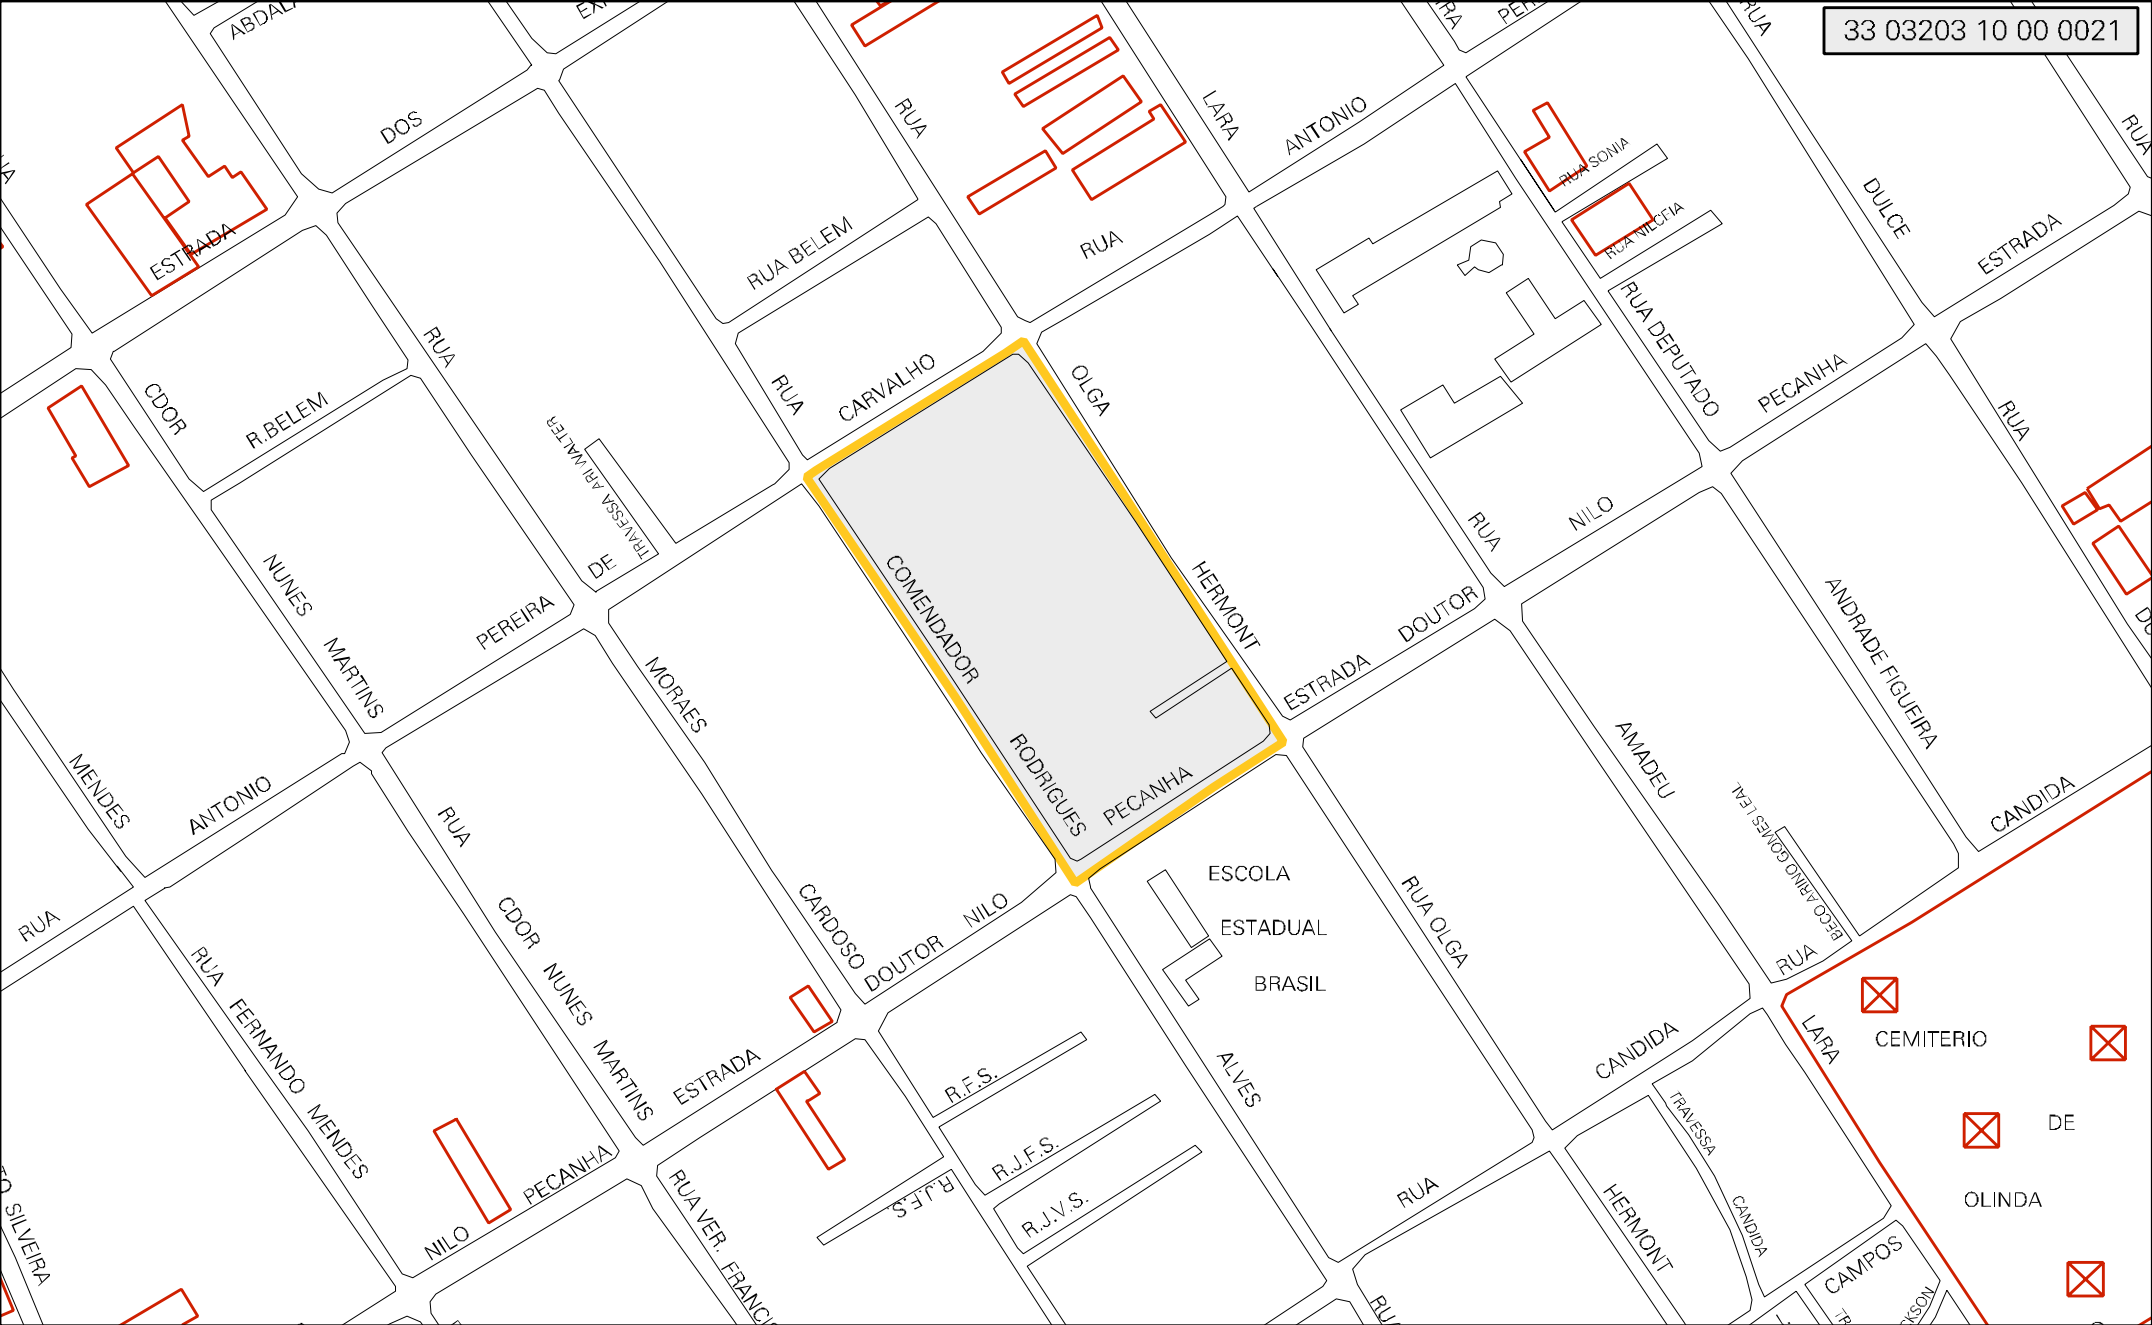 33 03203 10 00 0021
DOS
RUA
LARA
ANTONIO
RUA
RUA SONIA
RUA NILCFIA
DULCE
ESTRADA
ESTRADA
RUA BELEM
RUA
RUA
CDOR
R.BELEM
RUA
CARVALHO
OLGA
RUA DEPUTADO
PECANHA
RUA
TRAVESSA ARI WALTER
DE
PEREIRA
NUNES
MARTINS
COMENDADOR
RODRIGUES
PECANHA
HERMONT
RUA
NILO
DOUTOR
ESTRADA
ANDRADE FIGUEIRA
AMADEU
MORAES
CARDOSO
MENDES
ANTONIO
RUA
RUA
CDOR
NUNES
MARTINS
RUA
FERNANDO
MENDES
DOUTOR
NILO
ESTRADA
PECANHA
NILO
ESCOLA
ESTADUAL
BRASIL
RUA OLGA
BECO ARINO GOMES LEAL
RUA
CANDIDA
CANDIDA
LARA
CEMITERIO
DE
OLINDA
ALVES
R.F.S.
R.J.F.S.
R.J.F.S.
R.J.V.S.
RUA VER.
RUA
HERMONT
TRAVESSA
CANDIDA
CAMPOS
SILVEIRA